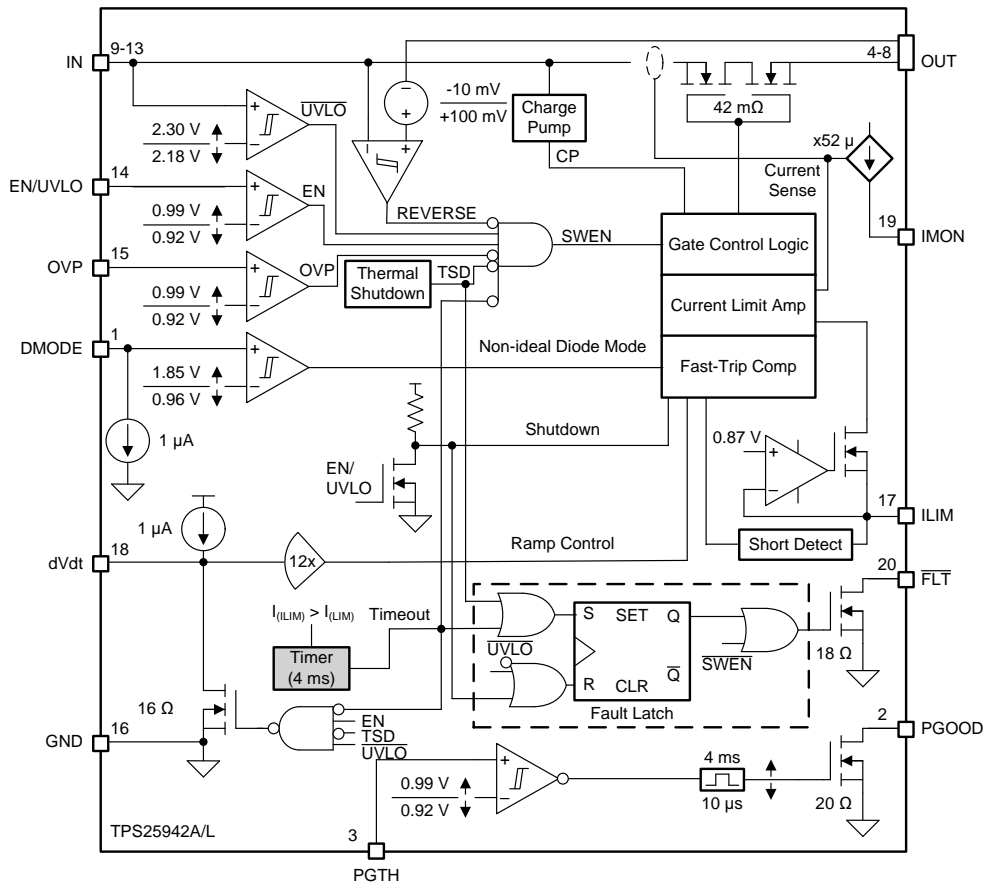 9-13
IN
4-8
OUT
-10 mV
+100 mV
Charge
Pump
CP
42 mΩ
x52 µ
Current
Sense
UVLO
2.30 V
2.18 V
14
EN/UVLO
EN
0.99 V
0.92 V
REVERSE
SWEN
19
IMON
Gate Control Logic
15
OVP
OVP
0.99 V
0.92 V
Thermal
Shutdown
TSD
Current Limit Amp
1
DMODE
Non-ideal Diode Mode
Fast-Trip Comp
1.85 V
0.96 V
1 µA
Shutdown
0.87 V
EN/
UVLO
17
ILIM
1 µA
18
dVdt
12x
Ramp Control
Short Detect
20
FLT
I(ILIM) > I(LIM)
Timeout
Timer
(4 ms)
UVLO
S
SET
Q
Q
R
CLR
SWEN
18 Ω
Fault Latch
16 Ω
16
GND
EN
TSD
UVLO
2
PGOOD
0.99 V
0.92 V
4 ms
10 µs
20 Ω
TPS25942A/L
3
PGTH